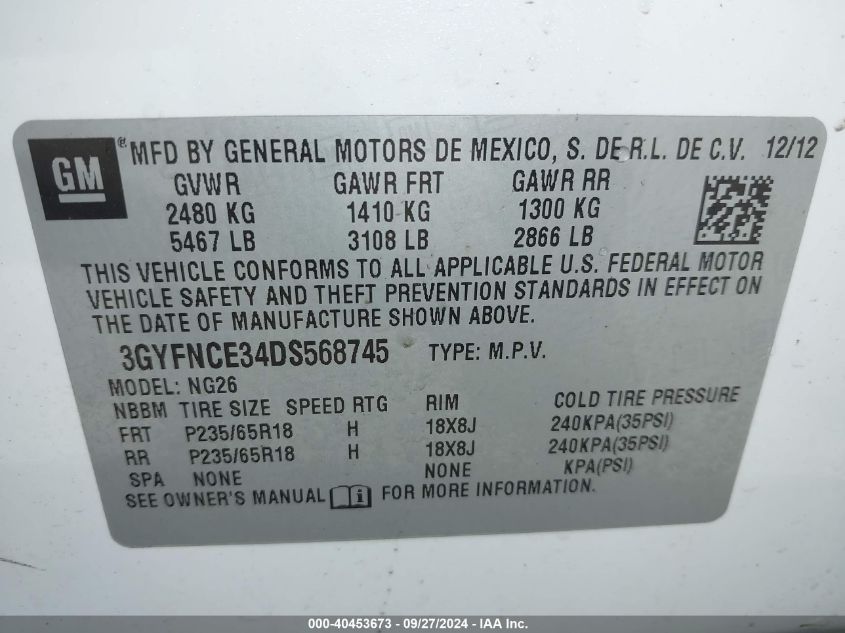 GM
® MFD BY GENERAL MOTORS DE MEXICO, S. DE R.L. DE C.V. 12/12
GVWR GAWR FRT GAWR RR
2480 KG 1410 KG 1300 KG
5467 LB 3108 LB 2866 LB
THIS VEHICLE CONFORMS TO ALL APPLICABLE U.S. FEDERAL MOTOR
VEHICLE SAFETY AND THEFT PREVENTION STANDARDS IN EFFECT ON
THE DATE OF MANUFACTURE SHOWN ABOVE.
3GYFNCE34DS568745 TYPE: M.P.V.
MODEL: NG26
NBBM TIRE SIZE SPEED RTG RIM COLD TIRE PRESSURE
FRT P235/65R18 H 18X8J 240KPA(35PSI)
RR P235/65R18 H 18X8J 240KPA(35PSI)
SPA NONE NONE KPA(PSI)
SEE OWNER'S MANUAL i FOR MORE INFORMATION.
000-40453673 - 09/27/2024 - IAA Inc.